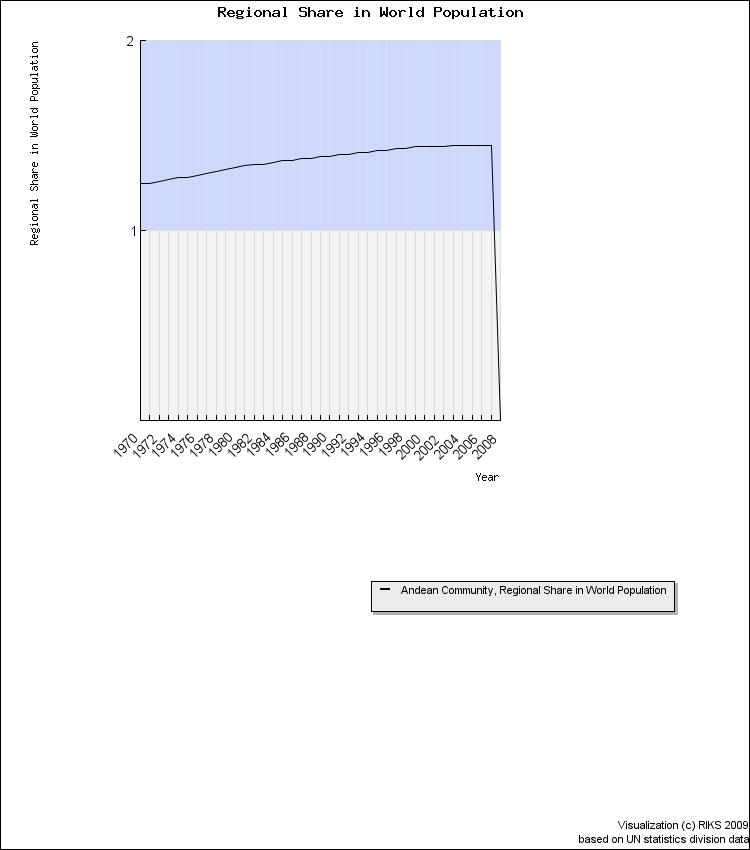 Regional Share in World Population
Regional Share in World Population
2
1
1970 1972 1974 1976 1978 1980 1982 1984 1986 1988 1990 1992 1994 1996 1998 2000 2002 2004 2006 2008
Year
Andean Community, Regional Share in World Population
Visualization (c) RIKS 2009
based on UN statistics division data